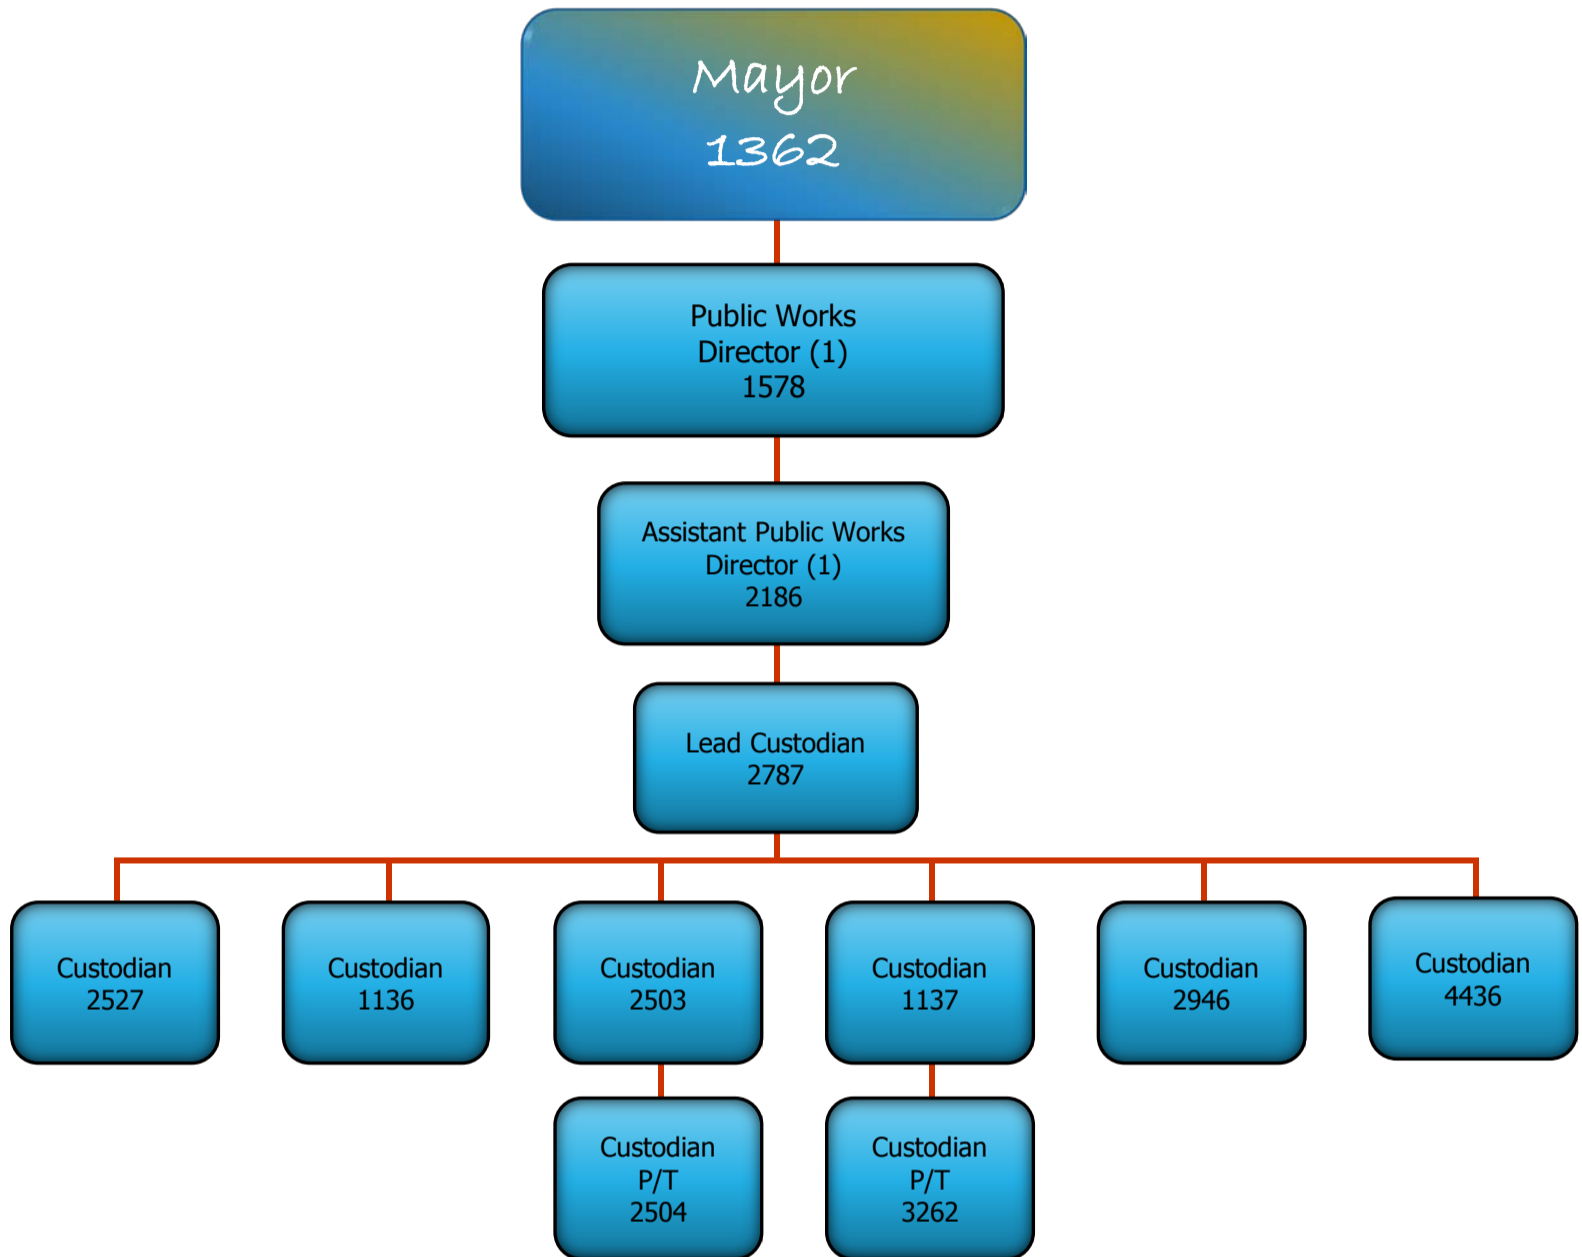 Mayor
1362
Public Works
Director (1)
1578
Assistant Public Works
Director (1)
2186
Lead Custodian
2787
Custodian
2527
Custodian
1136
Custodian
2503
Custodian
1137
Custodian
2946
Custodian
4436
Custodian
P/T
2504
Custodian
P/T
3262